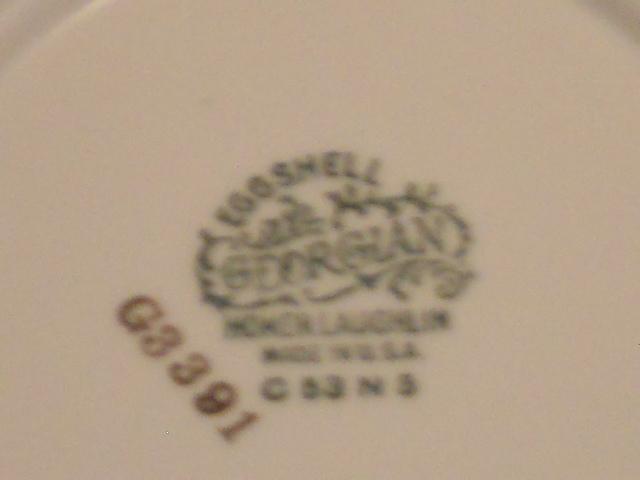 EGGSHELL
GEORGIAN
HOMER LAUGHLIN
MADE IN U.S.A.
C 53 N 5
G3391